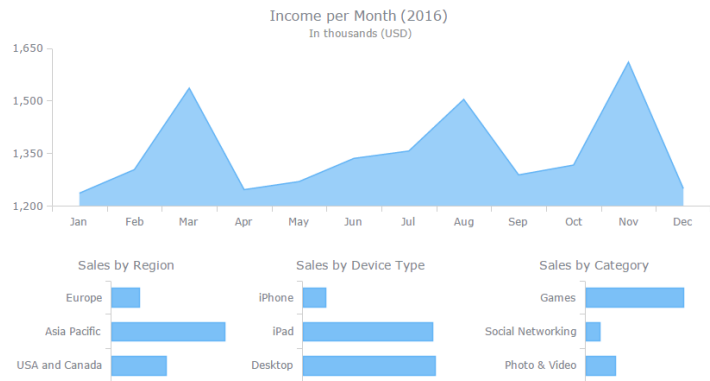 Income per Month (2016)
In thousands (USD)
1,650
1,500
1,350
1,200
Jan Feb Mar Apr May Jun Jul Aug Sep Oct Nov Dec
Sales by Region Sales by Device Type Sales by Category
Europe iPhone Games
Asia Pacific iPad Social Networking
USA and Canada Desktop Photo & Video